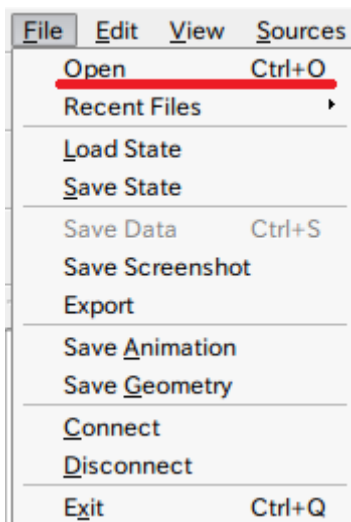 File Edit View Sources
Open Ctrl+O
Recent Files
Load State
Save State
Save Data Ctrl+S
Save Screenshot
Export
Save Animation
Save Geometry
Connect
Disconnect
Exit Ctrl+Q